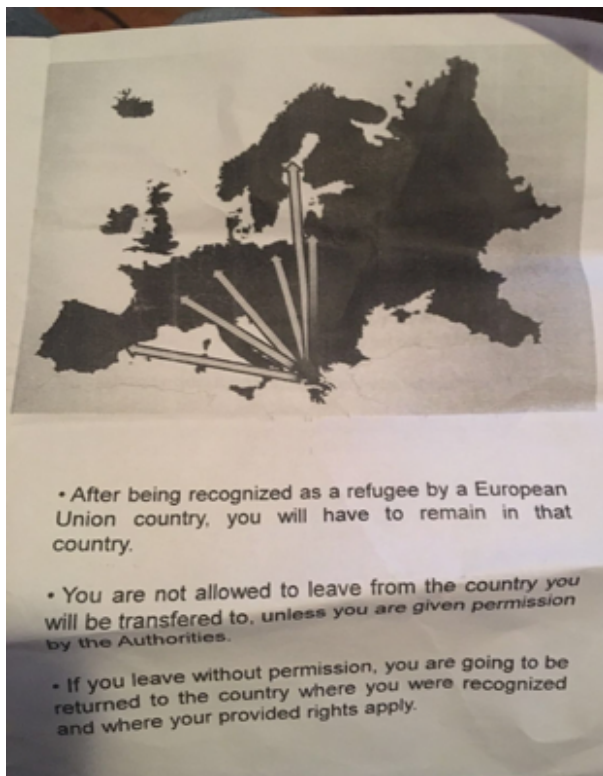 • After being recognized as a refugee by a European
Union country, you will have to remain in that
country.
• You are not allowed to leave from the country you
will be transfered to, unless you are given permission
by the Authorities.
• If you leave without permission, you are going to be
returned to the country where you were recognized
and where your provided rights apply.